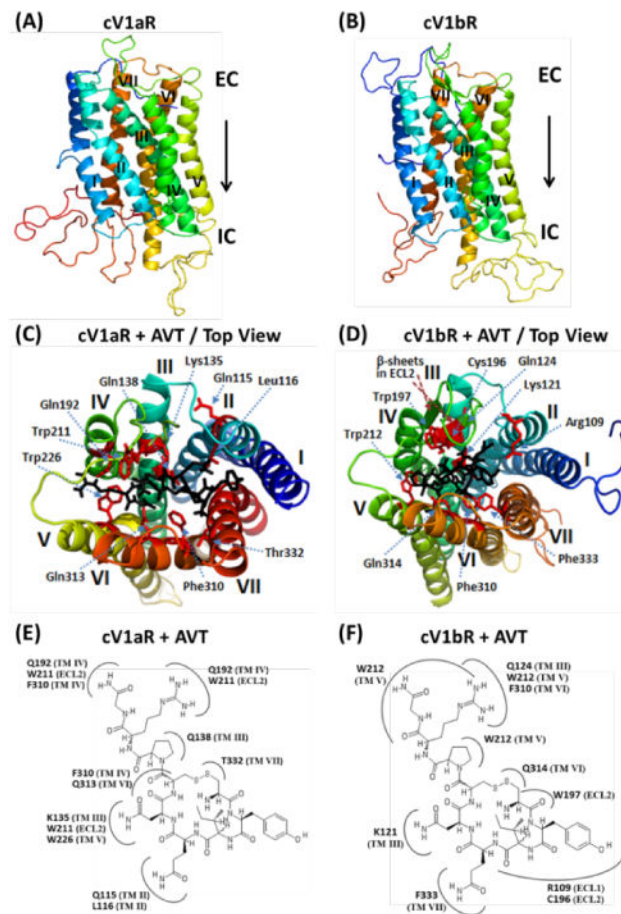 (A) cV1aR
EC
VII
VI
III
II
I
IV
V
IC
(B) cV1bR
EC
VII
VI
III
I
II
V
IV
IC
(C) cV1aR + AVT / Top View
Lys135
III
Gln138
Gln115
II
Leu116
IV
Gln192
Trp211
I
Trp226
V
Gln313
VI
Phe310
VII
Thr332
(D) cV1bR + AVT / Top View
β-sheets
in ECL2
III
Cys196
Gln124
Lys121
Trp197
II
IV
Arg109
Trp212
I
V
VII
Gln314
VI
Phe310
Phe333
(E) cV1aR + AVT
Q192 (TM IV)
W211 (ECL2)
F310 (TM IV)
Q192 (TM IV)
W211 (ECL2)
NH2
O
NH
HN
NH2
NH
Q138 (TM III)
T332 (TM VII)
F310 (TM IV)
Q313 (TM VI)
K135 (TM III)
W211 (ECL2)
W226 (TM V)
Q115 (TM II)
L116 (TM II)
(F) cV1bR + AVT
W212
(TM V)
Q124 (TM III)
W212 (TM V)
F310 (TM VI)
W212 (TM V)
Q314 (TM VI)
W197 (ECL2)
K121
(TM III)
F333
(TM VII)
R109 (ECL1)
C196 (ECL2)